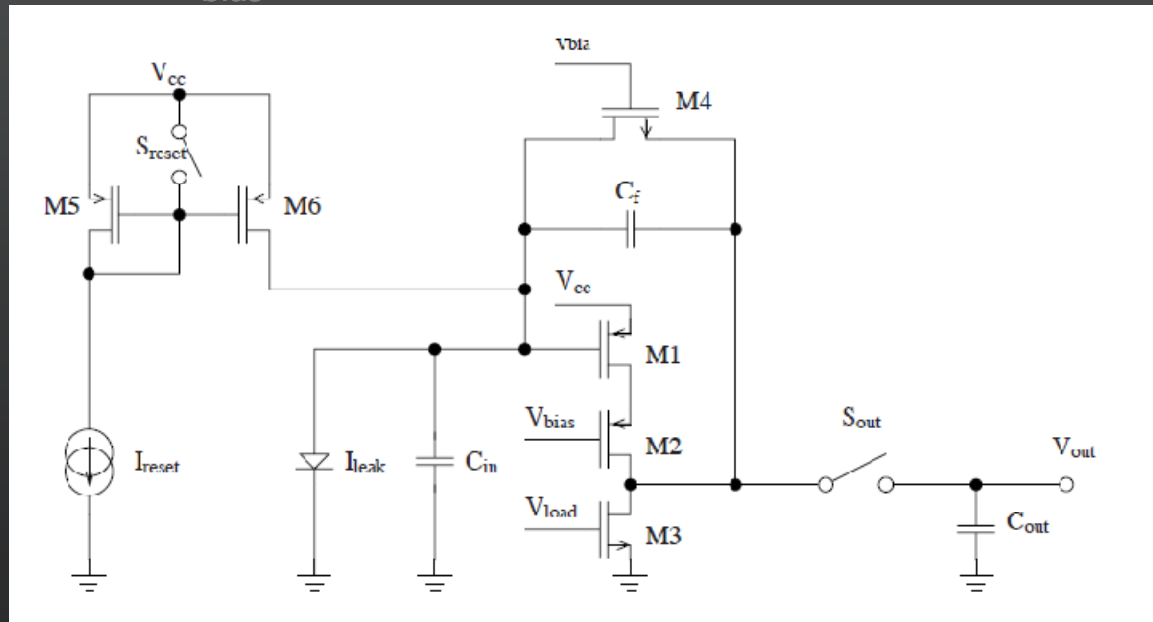 Vbia
M4
Vcc
Sreset
M5
M6
Cf
Vcc
M1
Vbias
M2
Sout
Vout
Ireset
Ileak
Cin
Vload
M3
Cout